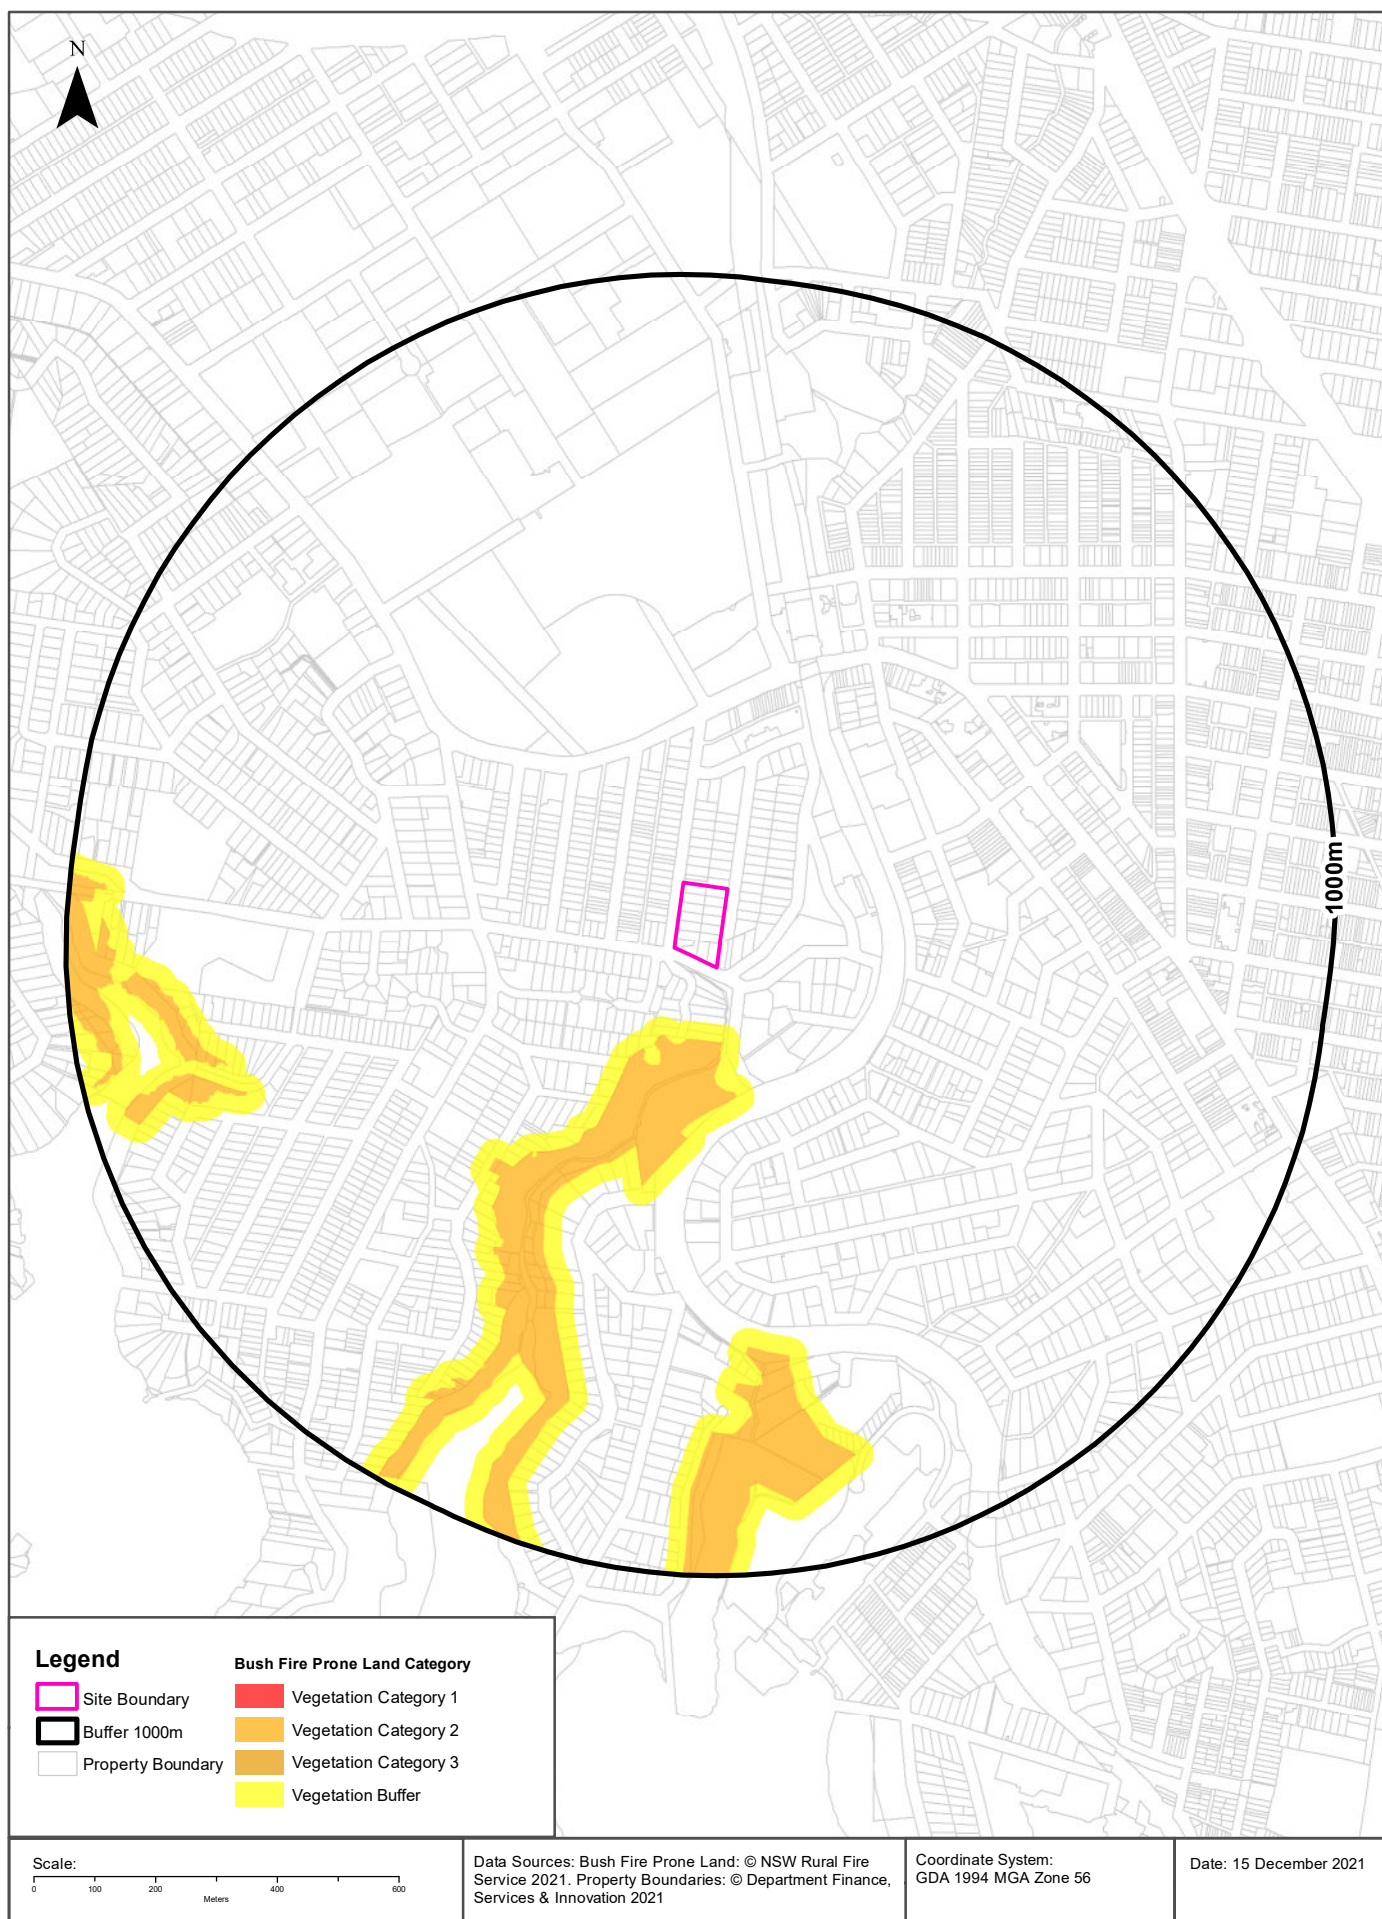 N
1000m
Legend
Site Boundary
Buffer 1000m
Property Boundary
Bush Fire Prone Land Category
Vegetation Category 1
Vegetation Category 2
Vegetation Category 3
Vegetation Buffer
Scale:
0 100 200 400 600
Meters
Data Sources: Bush Fire Prone Land: © NSW Rural Fire
Service 2021. Property Boundaries: © Department Finance,
Services & Innovation 2021
Coordinate System:
GDA 1994 MGA Zone 56
Date: 15 December 2021